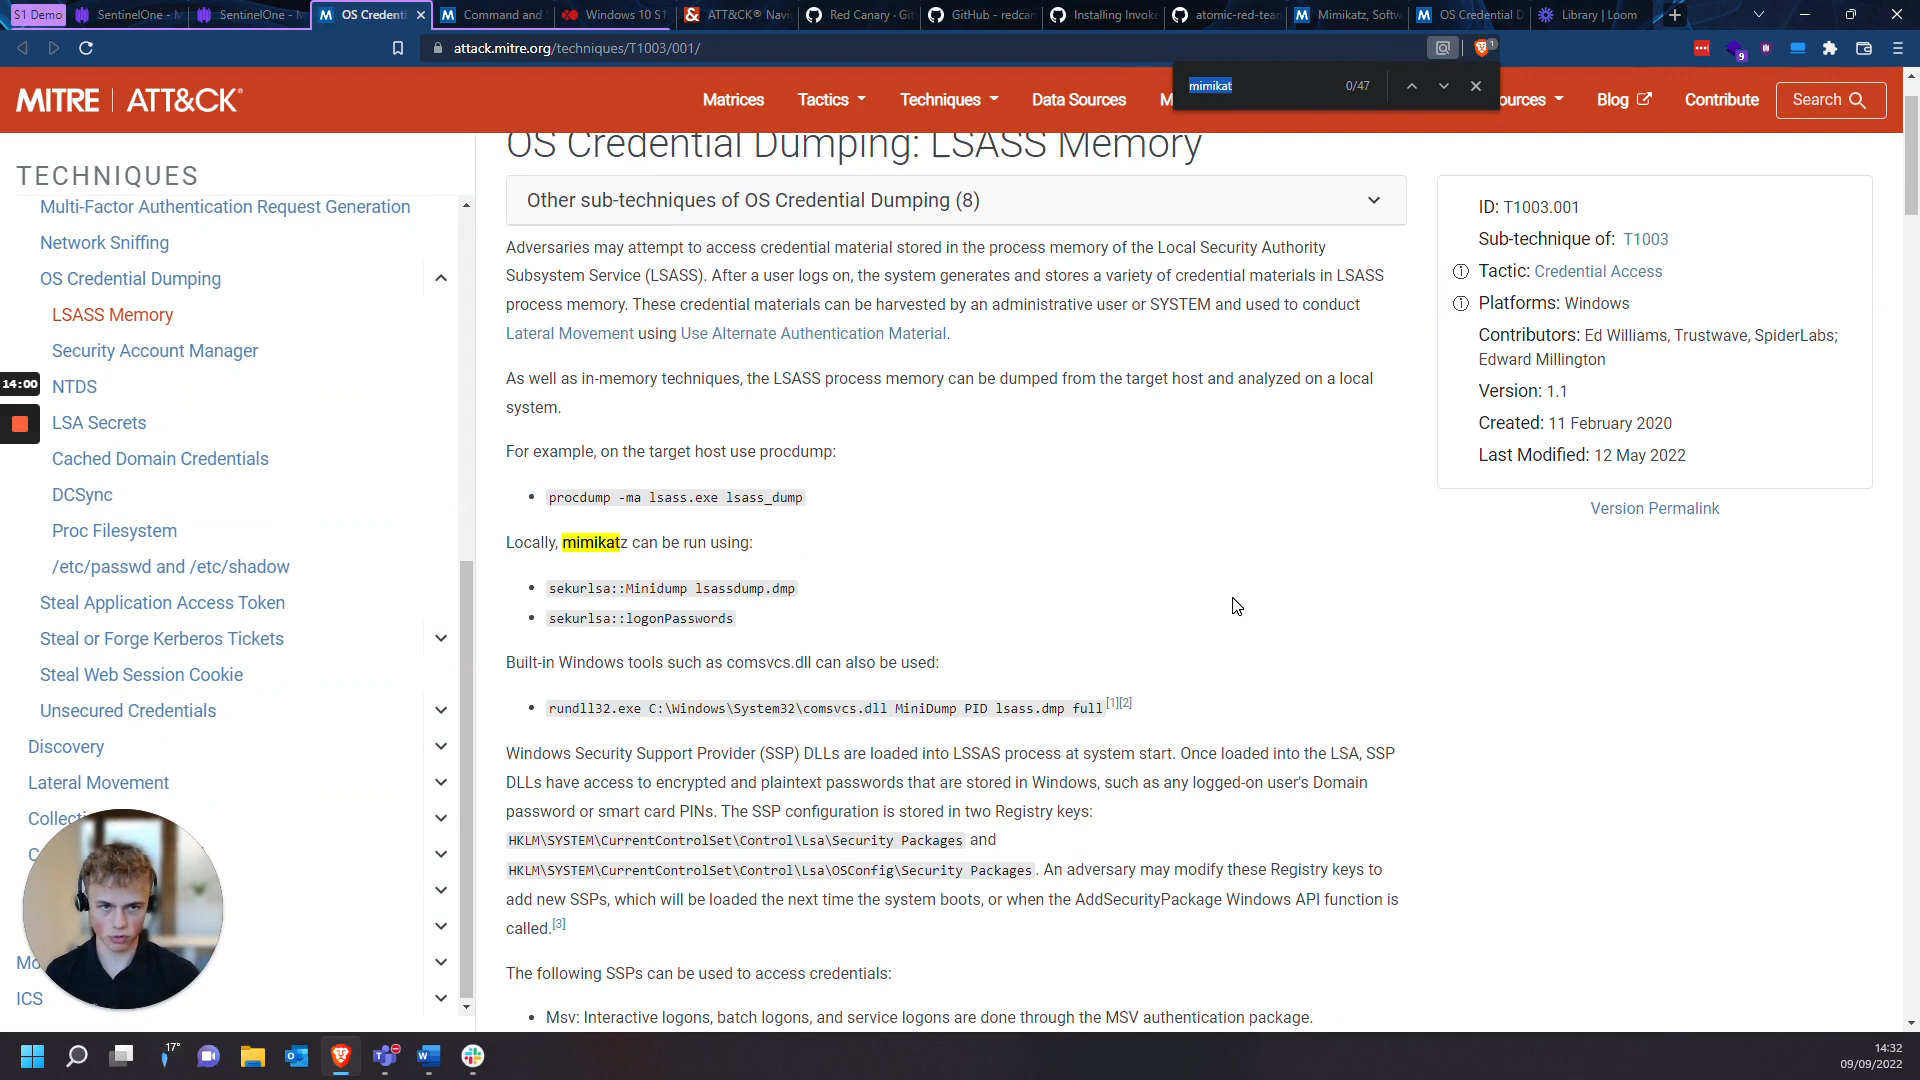 S1 Demo
SentinelOne - M
SentinelOne - M
OS Credenti
Command and
Windows 10 S1
ATT&CK® Navi
Red Canary · Git
GitHub - redcan
Installing Invoke
atomic-red-tean
Mimikatz, Softw
OS Credential D
Library | Loom
attack.mitre.org/techniques/T1003/001/
1
9
mimikat
0/47
MITRE | ATT&CK®
Matrices
Tactics
Techniques
Data Sources
M
ources
Blog
Contribute
Search
TECHNIQUES
Multi-Factor Authentication Request Generation
Network Sniffing
OS Credential Dumping
LSASS Memory
Security Account Manager
14:00
NTDS
LSA Secrets
Cached Domain Credentials
DCSync
Proc Filesystem
/etc/passwd and /etc/shadow
Steal Application Access Token
Steal or Forge Kerberos Tickets
Steal Web Session Cookie
Unsecured Credentials
Discovery
Lateral Movement
Collecti
C
Mo
ICS
OS Credential Dumping: LSASS Memory
Other sub-techniques of OS Credential Dumping (8)
Adversaries may attempt to access credential material stored in the process memory of the Local Security Authority
Subsystem Service (LSASS). After a user logs on, the system generates and stores a variety of credential materials in LSASS
process memory. These credential materials can be harvested by an administrative user or SYSTEM and used to conduct
Lateral Movement using Use Alternate Authentication Material.
As well as in-memory techniques, the LSASS process memory can be dumped from the target host and analyzed on a local
system.
For example, on the target host use procdump:
• procdump -ma lsass.exe lsass_dump
Locally, mimikatz can be run using:
• sekurlsa::Minidump lsassdump.dmp
• sekurlsa::logonPasswords
Built-in Windows tools such as comsvcs.dll can also be used:
• rundll32.exe C:\Windows\System32\comsvcs.dll MiniDump PID lsass.dmp full[1][2]
Windows Security Support Provider (SSP) DLLs are loaded into LSSAS process at system start. Once loaded into the LSA, SSP
DLLs have access to encrypted and plaintext passwords that are stored in Windows, such as any logged-on user's Domain
password or smart card PINs. The SSP configuration is stored in two Registry keys:
HKLM\SYSTEM\CurrentControlSet\Control\Lsa\Security Packages and
HKLM\SYSTEM\CurrentControlSet\Control\Lsa\OSConfig\Security Packages. An adversary may modify these Registry keys to
add new SSPs, which will be loaded the next time the system boots, or when the AddSecurityPackage Windows API function is
called.[3]
The following SSPs can be used to access credentials:
• Msv: Interactive logons, batch logons, and service logons are done through the MSV authentication package.
ID: T1003.001
Sub-technique of: T1003
Tactic: Credential Access
Platforms: Windows
Contributors: Ed Williams, Trustwave, SpiderLabs;
Edward Millington
Version: 1.1
Created: 11 February 2020
Last Modified: 12 May 2022
Version Permalink
17°
14:32
09/09/2022